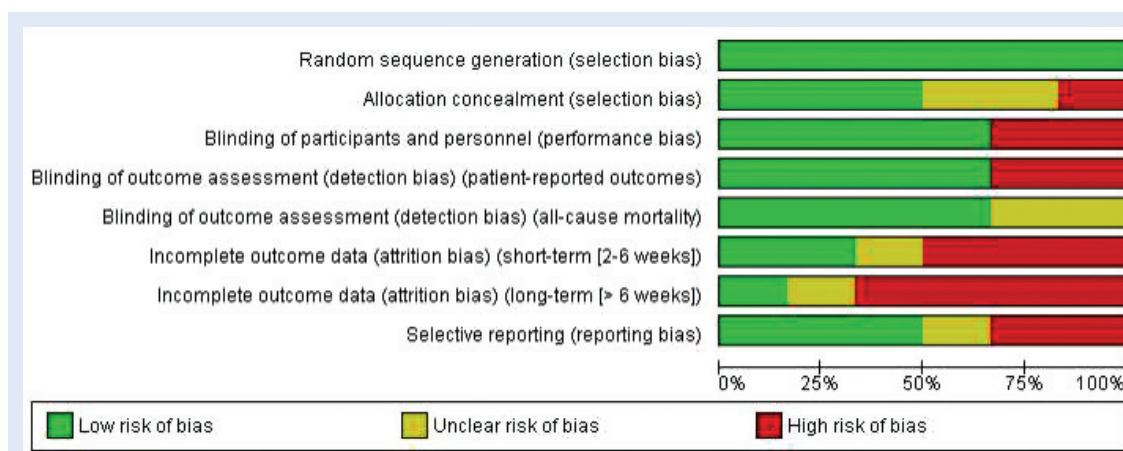 Random sequence generation (selection bias)
Allocation concealment (selection bias)
Blinding of participants and personnel (performance bias)
Blinding of outcome assessment (detection bias) (patient-reported outcomes)
Blinding of outcome assessment (detection bias) (all-cause mortality)
Incomplete outcome data (attrition bias) (short-term [2-6 weeks])
Incomplete outcome data (attrition bias) (long-term [> 6 weeks])
Selective reporting (reporting bias)
0% 25% 50% 75% 100%
Low risk of bias Unclear risk of bias High risk of bias